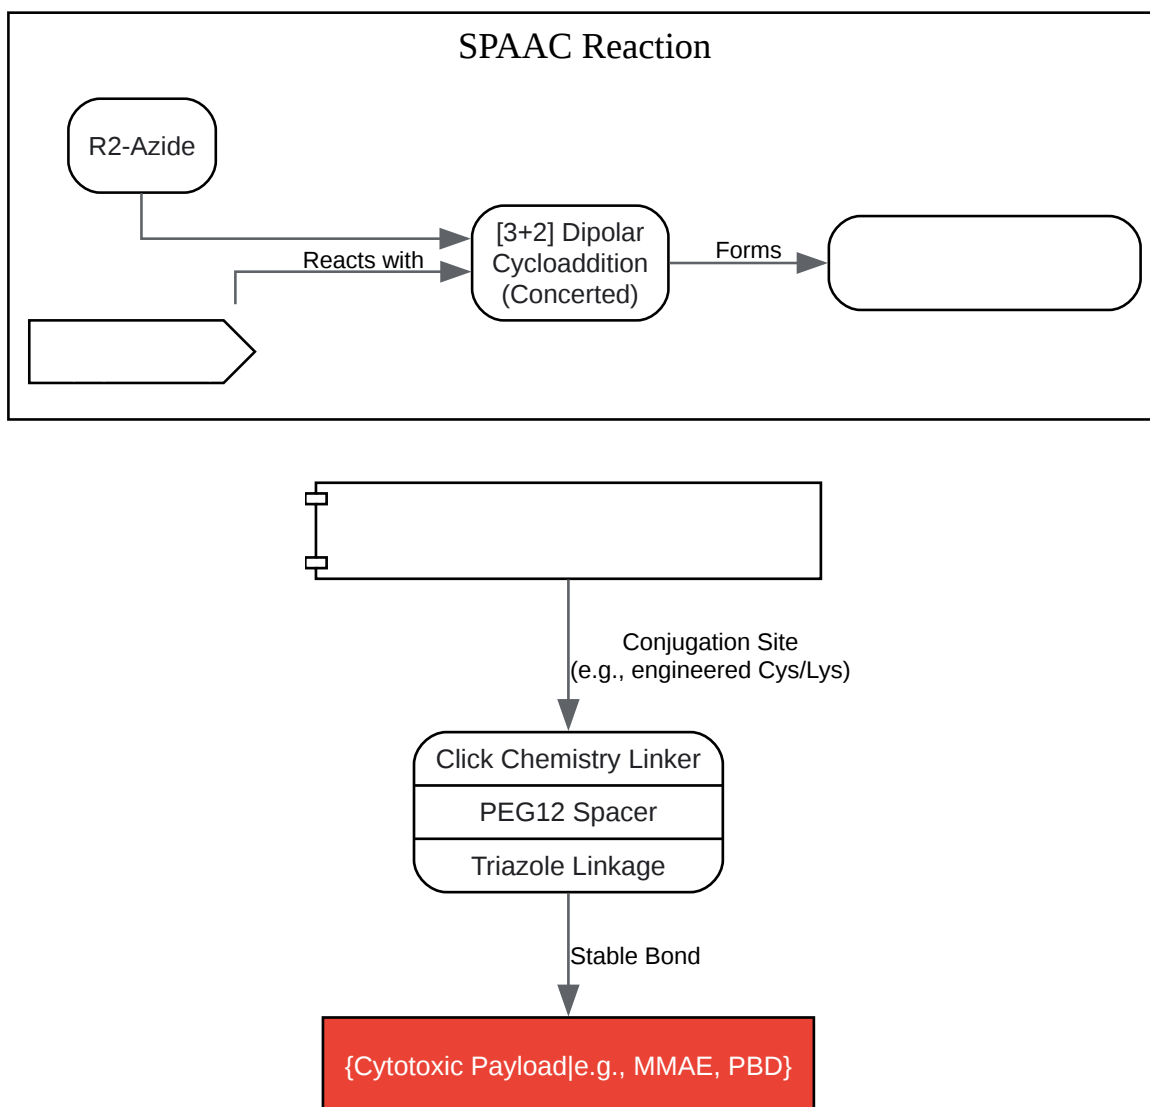 SPAAC Reaction
R2-Azide
[3+2] Dipolar
Cycloaddition
(Concerted)
Reacts with
Forms
Conjugation Site
(e.g., engineered Cys/Lys)
Click Chemistry Linker
PEG12 Spacer
Triazole Linkage
Stable Bond
{Cytotoxic Payload|e.g., MMAE, PBD}